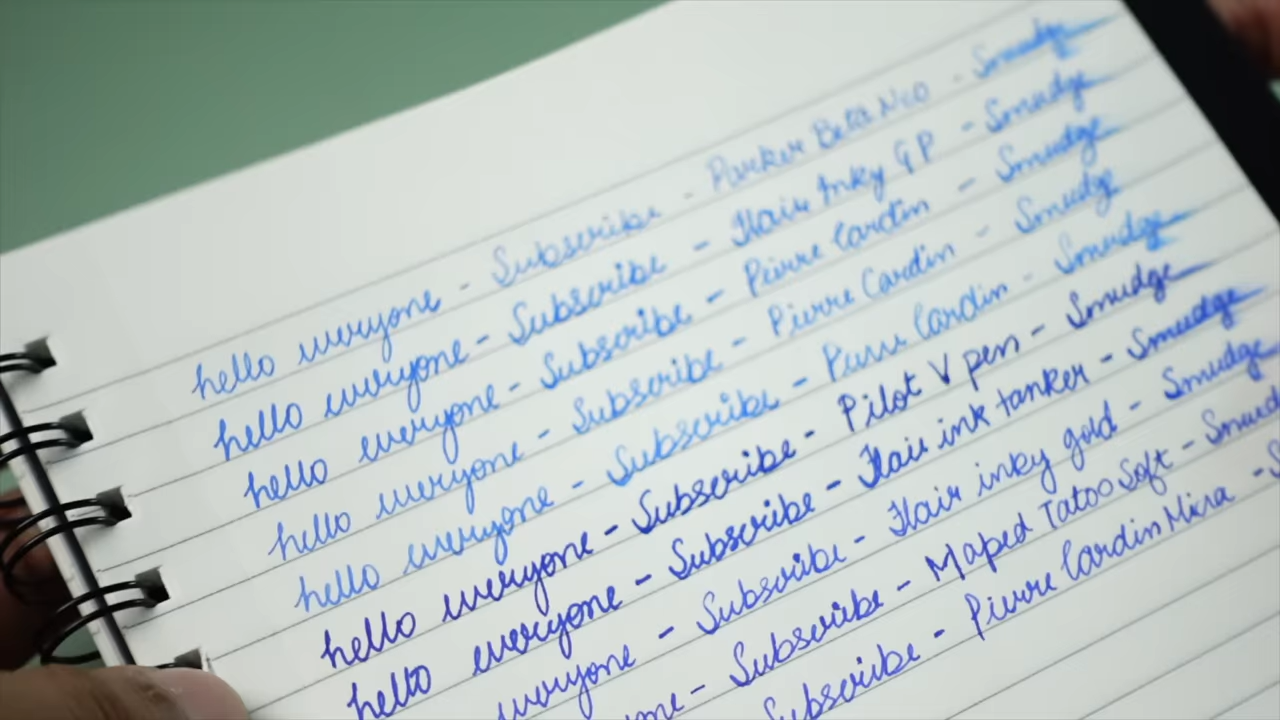 hello everyone - Subscribe - Parker Beta Neo - Smudge
hello everyone - Subscribe - Flair Inky GP - Smudge
hello everyone - Subscribe - Pierre Cardin - Smudge
hello everyone - Subscribe - Pierre Cardin - Smudge
hello everyone - Subscribe - Pierre Cardin - Smudge
hello everyone - Subscribe - Pilot V pen - Smudge
hello everyone - Subscribe - Flair ink tanker - Smudge
everyone - Subscribe - Flair inky gold - Smudge
Subscribe - Maped Tatoo Soft - Smud
Subscribe - Pierre Cardin Micra - S